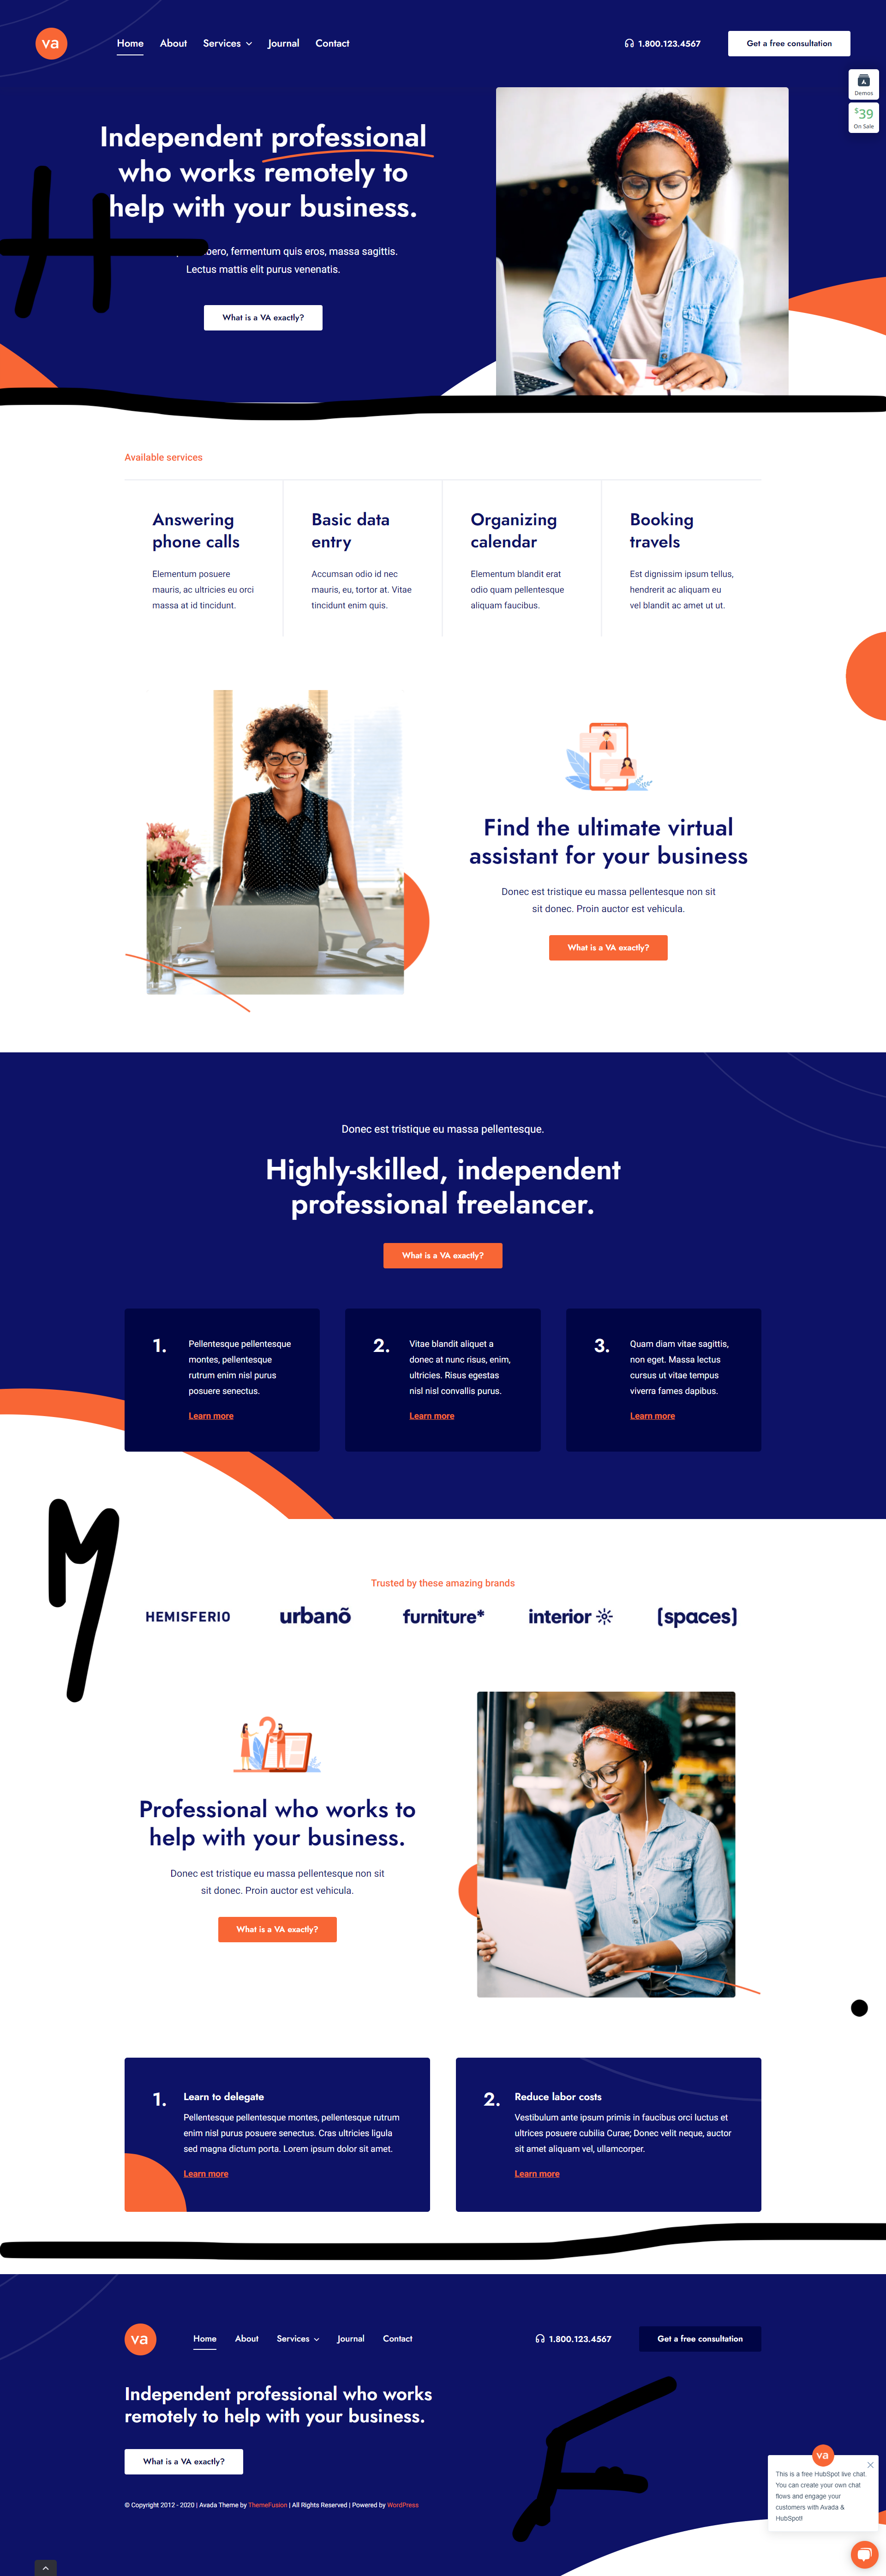 va
Home About Services Journal Contact
1.800.123.4567
Get a free consultation
Demos
$39
On Sale
Independent professional
who works remotely to
help with your business.
fermentum quis eros, massa sagittis.
Lectus mattis elit purus venenatis.
What is a VA exactly?
H
Available services
Answering
phone calls
Elementum posuere
mauris, ac ultricies eu orci
massa at id tincidunt.
Basic data
entry
Accumsan odio id nec
mauris, eu, tortor at. Vitae
tincidunt enim quis.
Organizing
calendar
Elementum blandit erat
odio quam pellentesque
aliquam faucibus.
Booking
travels
Est dignissim ipsum tellus,
hendrerit ac aliquam eu
vel blandit ac amet ut ut.
Find the ultimate virtual
assistant for your business
Donec est tristique eu massa pellentesque non sit
sit donec. Proin auctor est vehicula.
What is a VA exactly?
Donec est tristique eu massa pellentesque.
Highly-skilled, independent
professional freelancer.
What is a VA exactly?
1.
Pellentesque pellentesque
montes, pellentesque
rutrum enim nisl purus
posuere senectus.
Learn more
2.
Vitae blandit aliquet a
donec at nunc risus, enim,
ultricies. Risus egestas
nisl nisl convallis purus.
Learn more
3.
Quam diam vitae sagittis,
non eget. Massa lectus
cursus ut vitae tempus
viverra fames dapibus.
Learn more
M
Trusted by these amazing brands
HEMISFERIO urbanõ furniture* interior [spaces]
Professional who works to
help with your business.
Donec est tristique eu massa pellentesque non sit
sit donec. Proin auctor est vehicula.
What is a VA exactly?
1.
Learn to delegate
Pellentesque pellentesque montes, pellentesque rutrum
enim nisl purus posuere senectus. Cras ultricies ligula
sed magna dictum porta. Lorem ipsum dolor sit amet.
Learn more
2.
Reduce labor costs
Vestibulum ante ipsum primis in faucibus orci luctus et
ultrices posuere cubilia Curae; Donec velit neque, auctor
sit amet aliquam vel, ullamcorper.
Learn more
va
Home About Services Journal Contact
1.800.123.4567
Get a free consultation
Independent professional who works
remotely to help with your business.
What is a VA exactly?
F
© Copyright 2012 - 2020 | Avada Theme by ThemeFusion | All Rights Reserved | Powered by WordPress
va
This is a free HubSpot live chat.
You can create your own chat
flows and engage your
customers with Avada &
HubSpot!